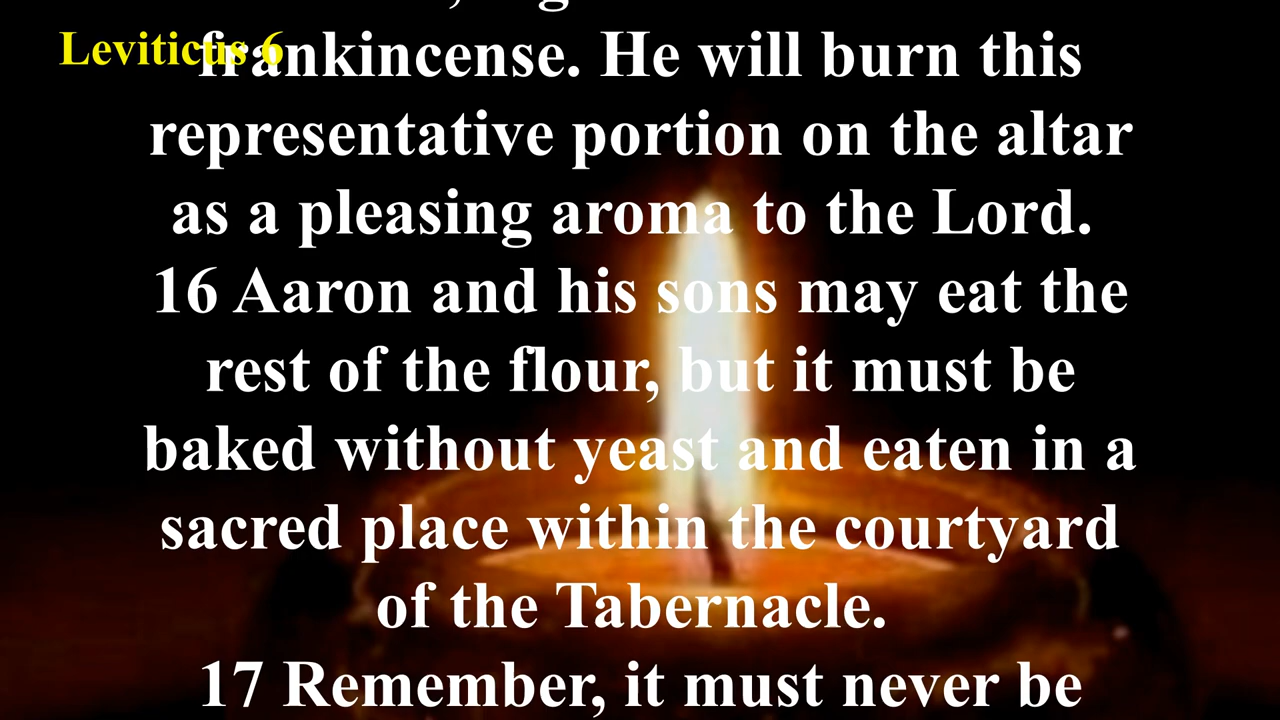 Leviticus 6
frankincense. He will burn this
representative portion on the altar
as a pleasing aroma to the Lord.
16 Aaron and his sons may eat the
rest of the flour, but it must be
baked without yeast and eaten in a
sacred place within the courtyard
of the Tabernacle.
17 Remember, it must never be